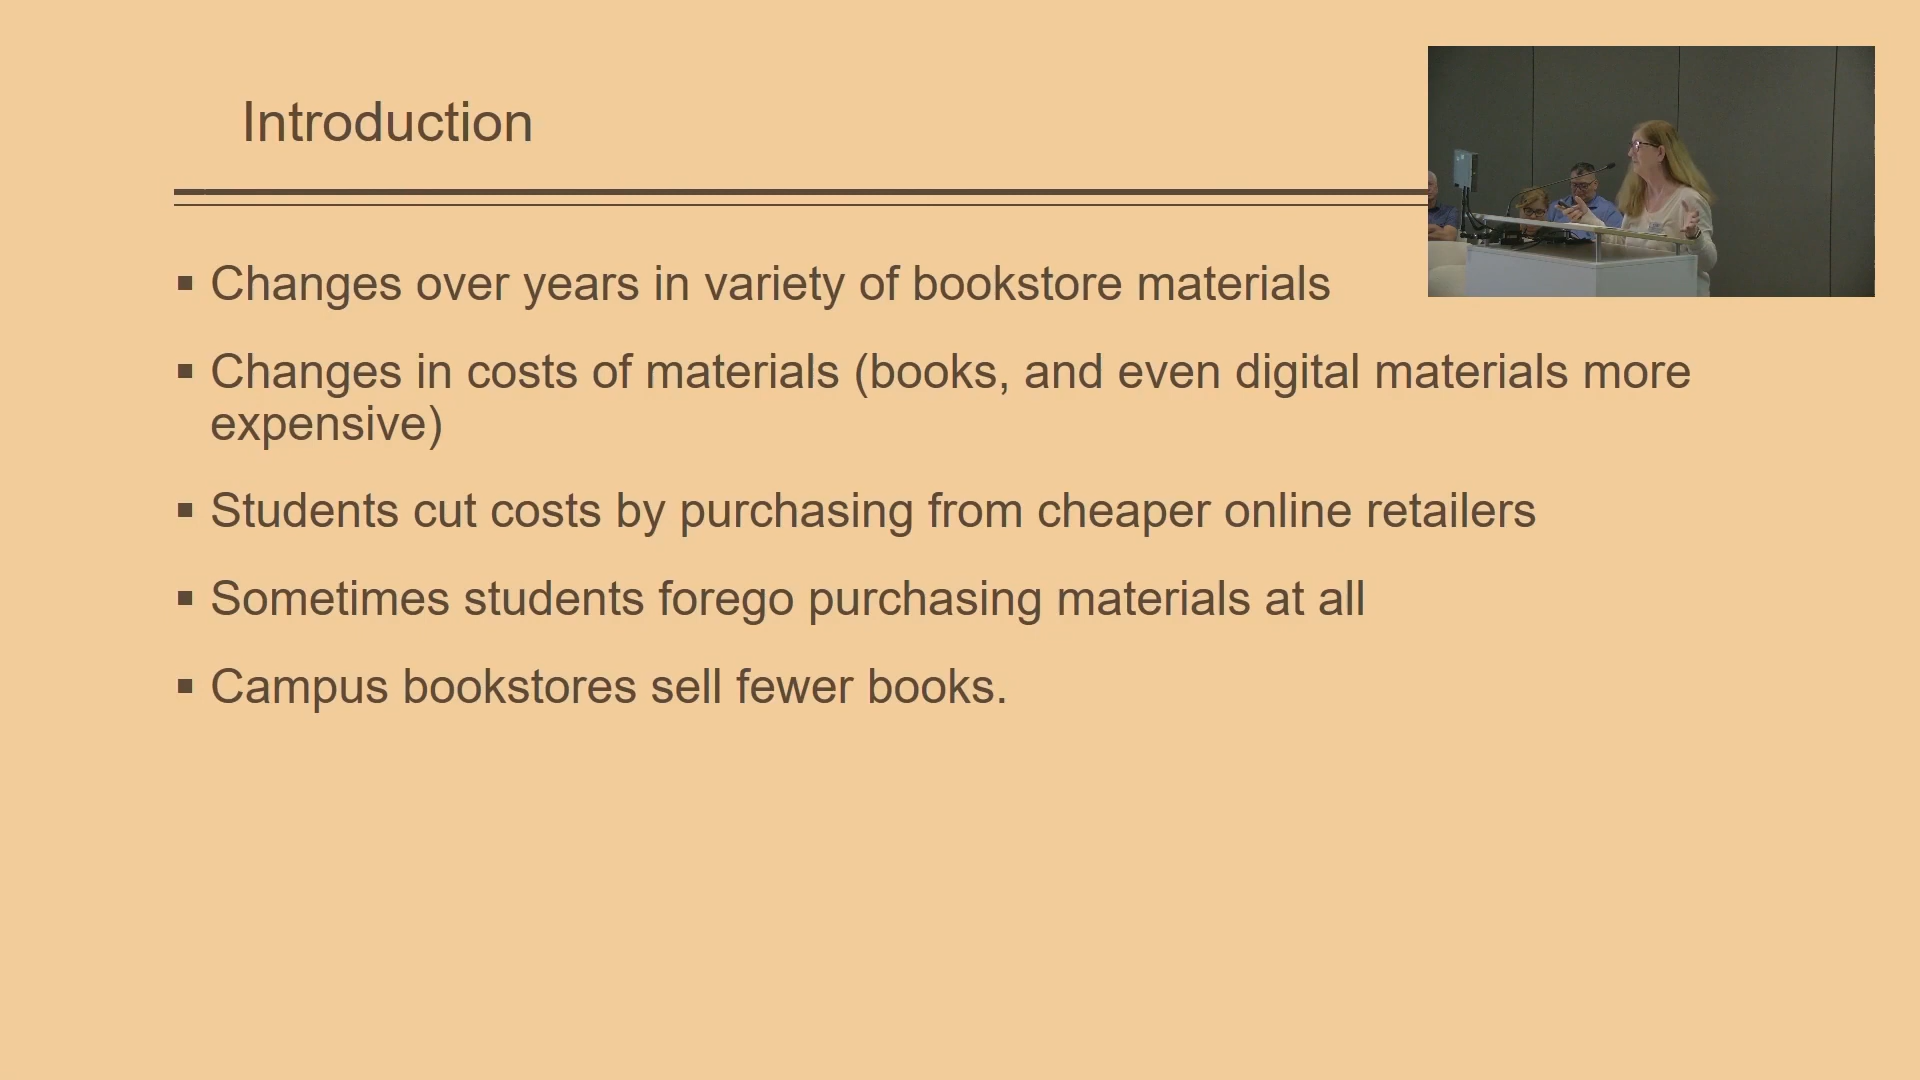 Introduction
▪ Changes over years in variety of bookstore materials
▪ Changes in costs of materials (books, and even digital materials more
expensive)
▪ Students cut costs by purchasing from cheaper online retailers
▪ Sometimes students forego purchasing materials at all
▪ Campus bookstores sell fewer books.